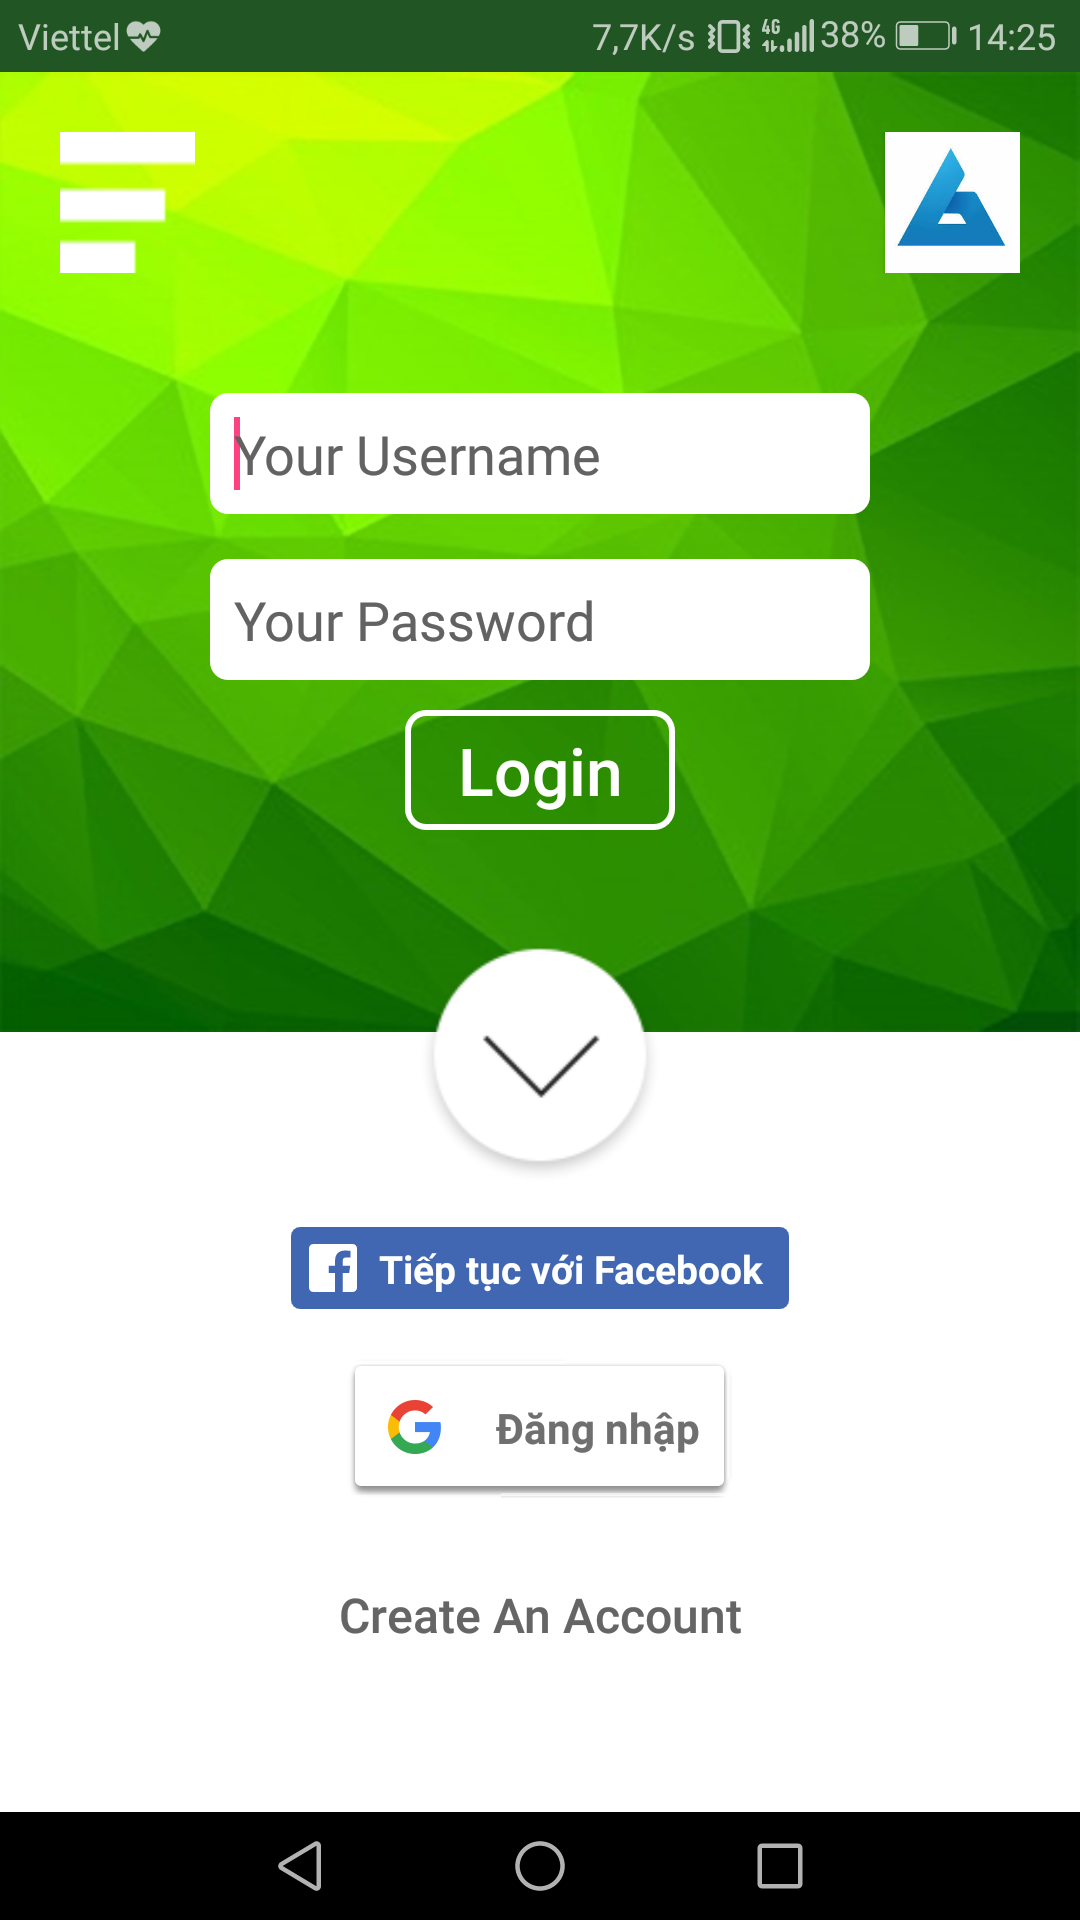 Viettel 7,7K/s 4G 38% 14:25
Your Username
Your Password
Login
Tiếp tục với Facebook
Đăng nhập
Create An Account